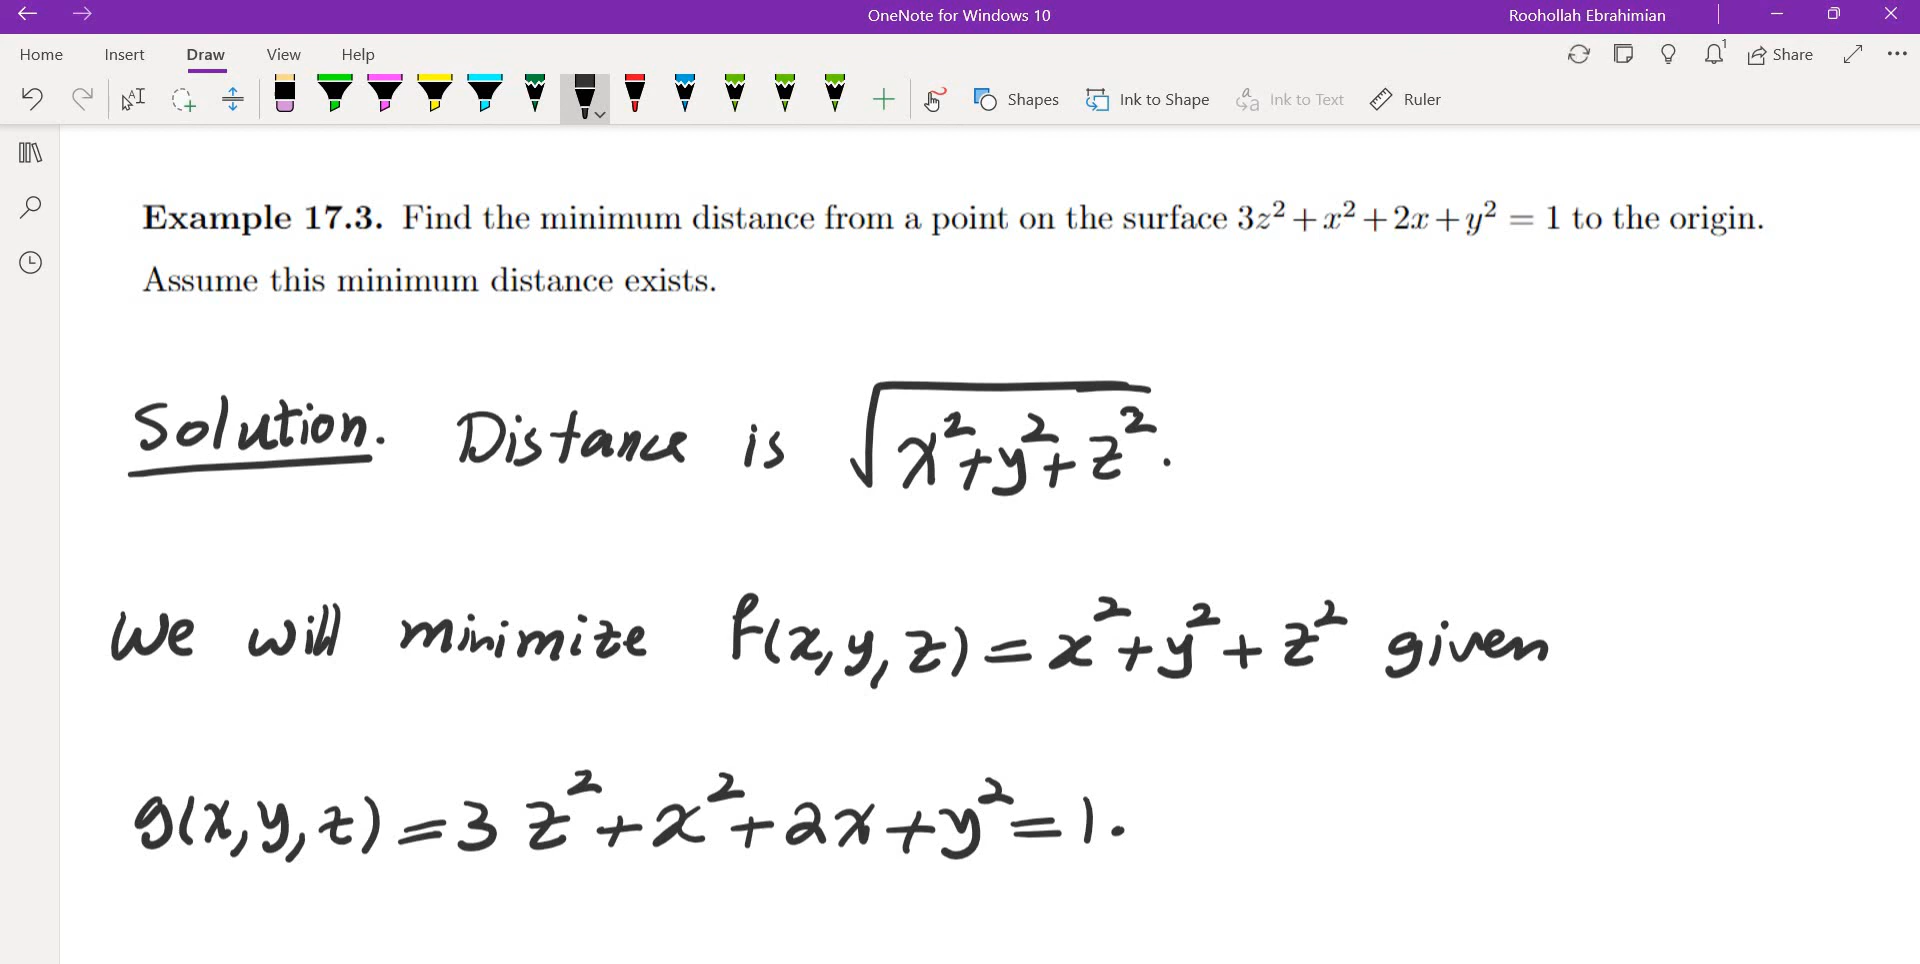 OneNote for Windows 10
Roohollah Ebrahimian
Home Insert Draw View Help
1 Share
Shapes Ink to Shape Ink to Text Ruler
Example 17.3. Find the minimum distance from a point on the surface 3z² + x² + 2x + y² = 1 to the origin.
Assume this minimum distance exists.
Solution. Distance is √(x²+y²+z²).
We will minimize f(x,y,z) = x²+y²+z² given
g(x,y,z) = 3z²+x²+2x+y²=1.